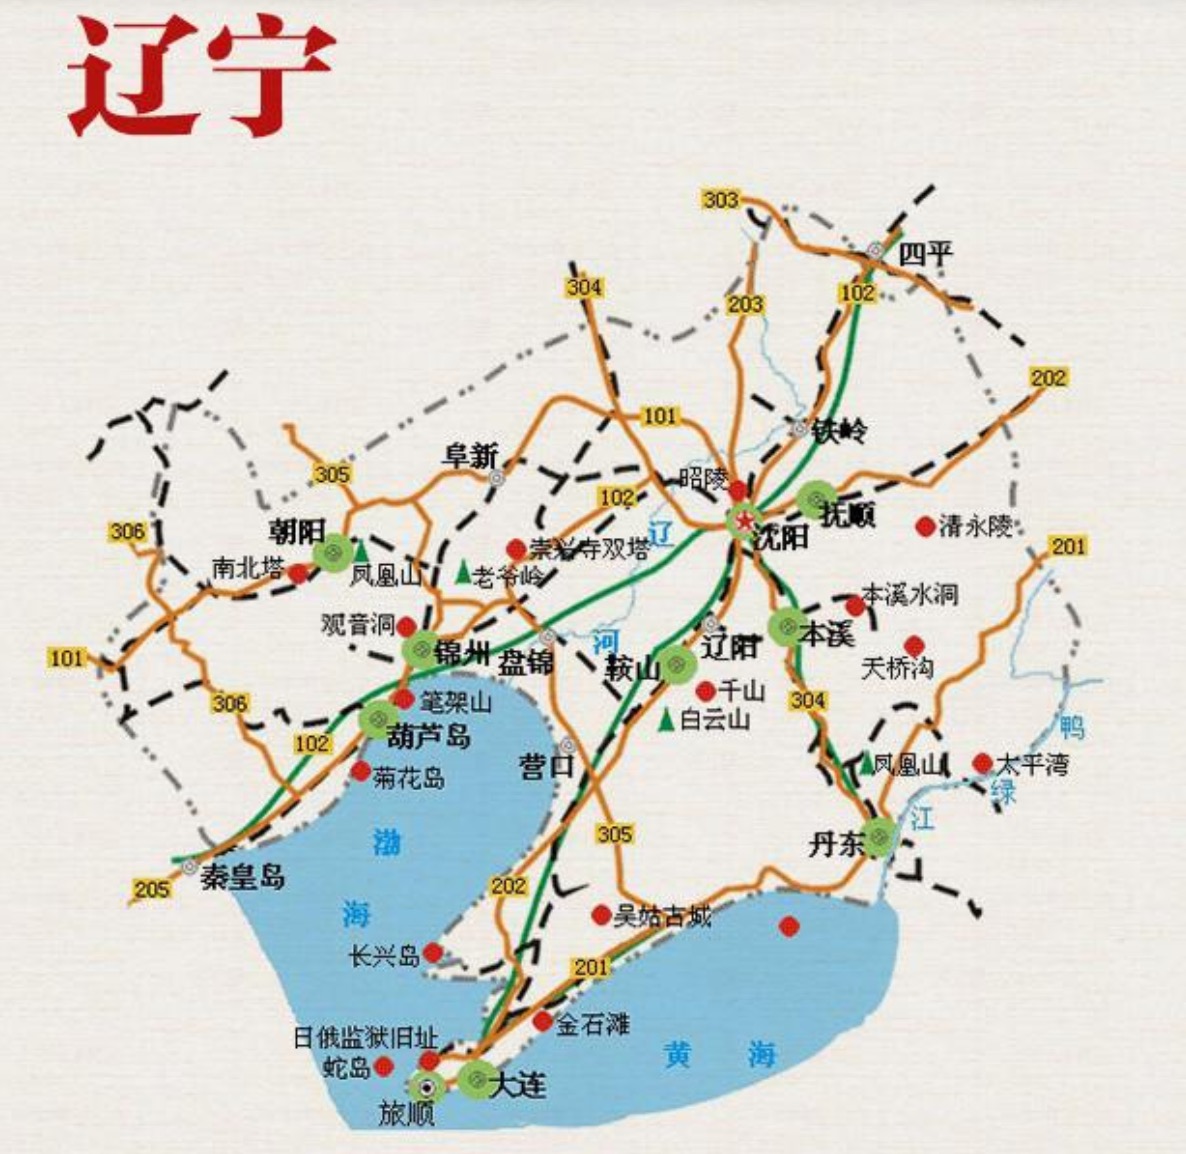 辽宁
303
四平
304
203
102
202
101
铁岭
阜新
305
昭陵
102
306
朝阳
辽
沈阳
抚顺
清永陵
201
崇兴寺双塔
南北塔
凤凰山
老爷岭
本溪水洞
观音洞
锦州
盘锦
河
鞍山
辽阳
本溪
天桥沟
101
306
笔架山
千山
白云山
304
102
葫芦岛
鸭
营口
凤凰山
太平湾
绿
菊花岛
江
渤
305
丹东
秦皇岛
205
202
海
吴姑古城
长兴岛
201
金石滩
日俄监狱旧址
黄海
蛇岛
大连
旅顺